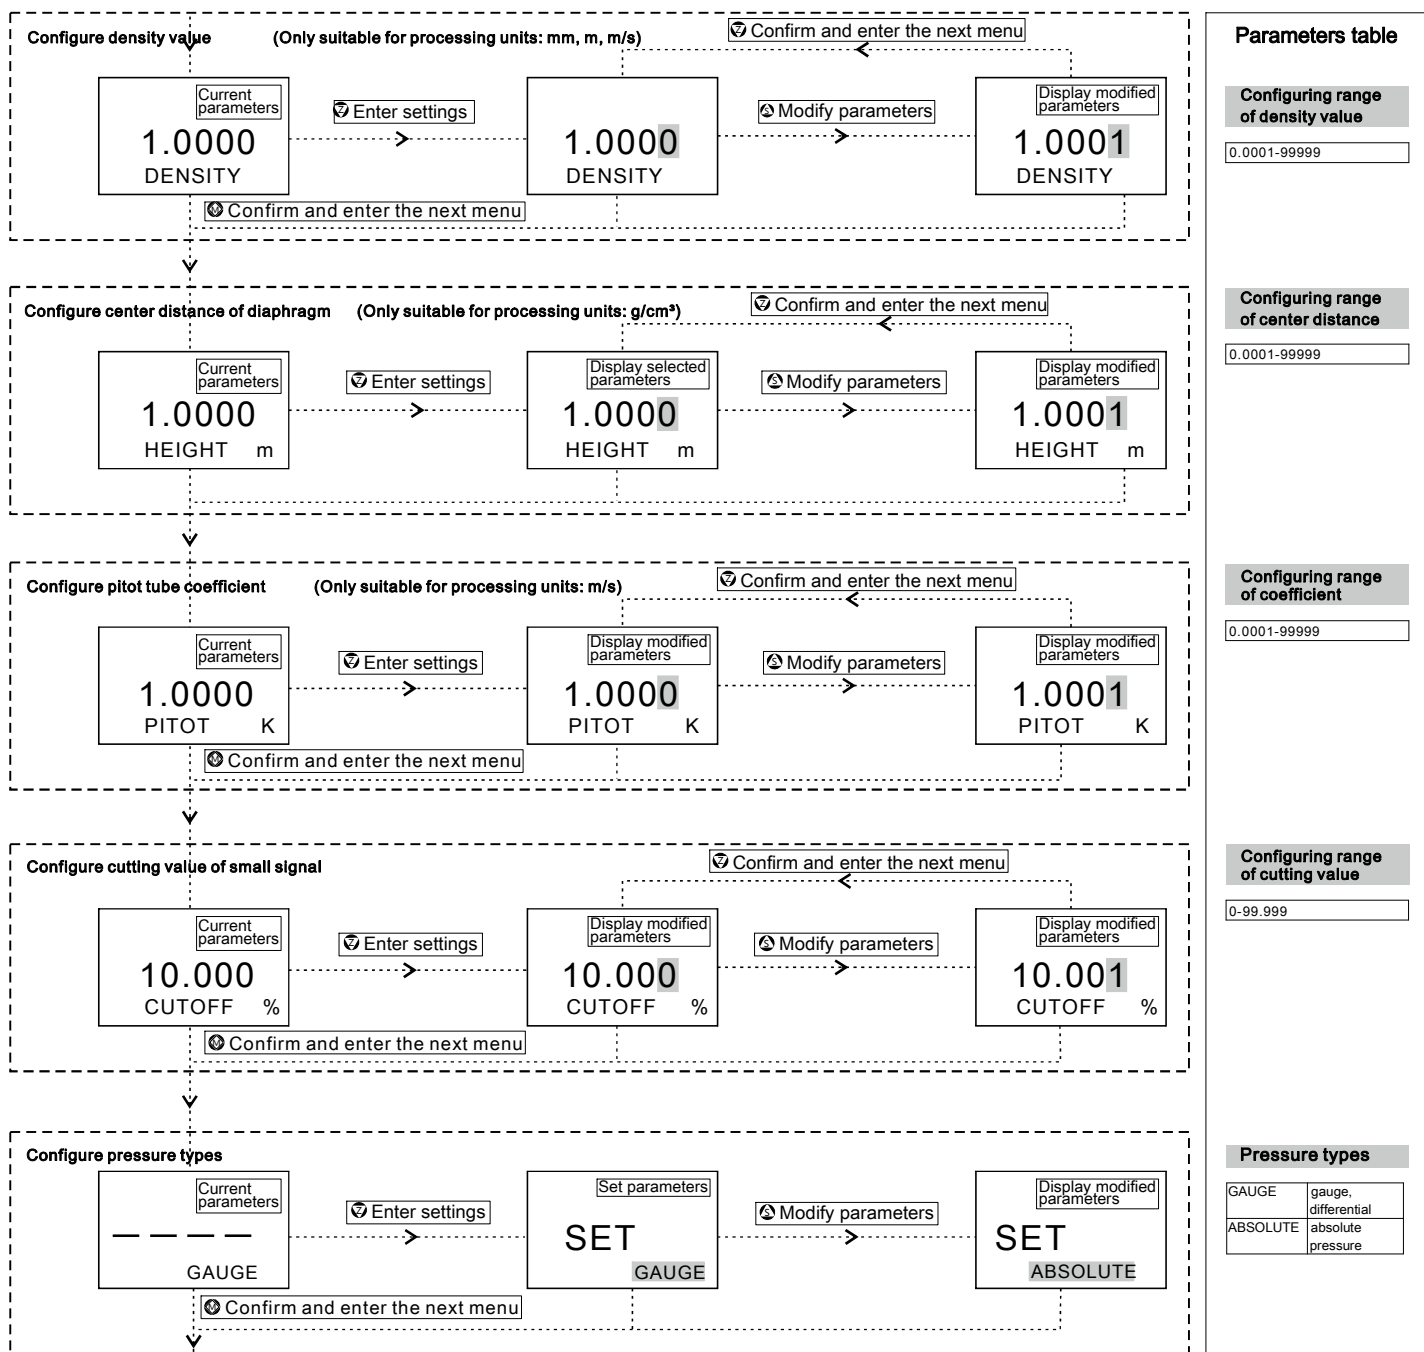 Configure density value (Only suitable for processing units: mm, m, m/s)
Ⓩ Confirm and enter the next menu
Current
parameters
1.0000
DENSITY
Ⓩ Enter settings
1.0000
DENSITY
Ⓢ Modify parameters
Display modified
parameters
1.0001
DENSITY
Ⓜ Confirm and enter the next menu
Configure center distance of diaphragm (Only suitable for processing units: g/cm³)
Ⓩ Confirm and enter the next menu
Current
parameters
1.0000
HEIGHT m
Ⓩ Enter settings
Display selected
parameters
1.0000
HEIGHT m
Ⓢ Modify parameters
Display modified
parameters
1.0001
HEIGHT m
Configure pitot tube coefficient (Only suitable for processing units: m/s)
Ⓩ Confirm and enter the next menu
Current
parameters
1.0000
PITOT K
Ⓩ Enter settings
Display modified
parameters
1.0000
PITOT K
Ⓢ Modify parameters
Display modified
parameters
1.0001
PITOT K
Ⓜ Confirm and enter the next menu
Configure cutting value of small signal
Ⓩ Confirm and enter the next menu
Current
parameters
10.000
CUTOFF %
Ⓩ Enter settings
Display modified
parameters
10.000
CUTOFF %
Ⓢ Modify parameters
Display modified
parameters
10.001
CUTOFF %
Ⓜ Confirm and enter the next menu
Configure pressure types
Current
parameters
— — — —
GAUGE
Ⓩ Enter settings
Set parameters
SET
GAUGE
Ⓢ Modify parameters
Display modified
parameters
SET
ABSOLUTE
Ⓜ Confirm and enter the next menu
Parameters table
Configuring range
of density value
0.0001-99999
Configuring range
of center distance
0.0001-99999
Configuring range
of coefficient
0.0001-99999
Configuring range
of cutting value
0-99.999
Pressure types
GAUGE gauge,
differential
ABSOLUTE absolute
pressure